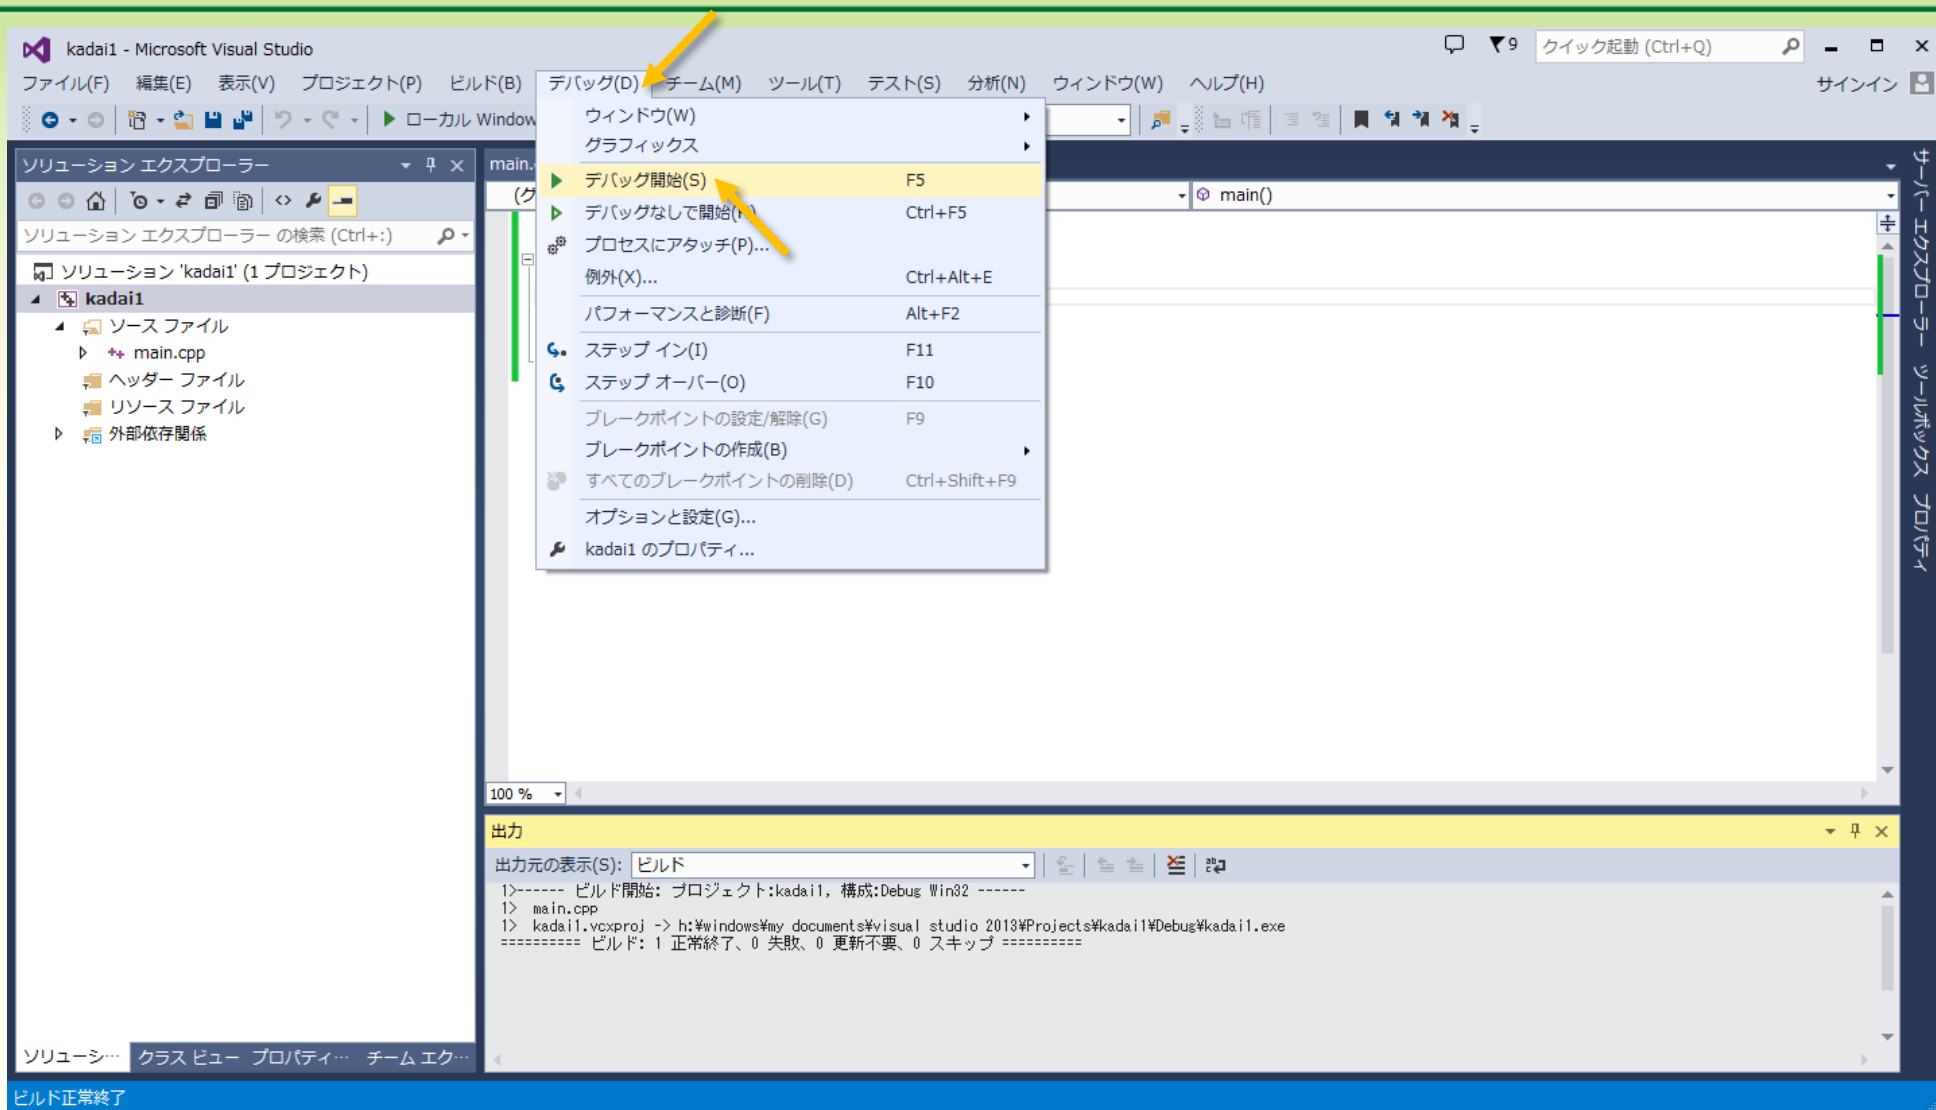 kadai1 - Microsoft Visual Studio
9
クイック起動 (Ctrl+Q)
ファイル(F) 編集(E) 表示(V) プロジェクト(P) ビルド(B) デバッグ(D) チーム(M) ツール(T) テスト(S) 分析(N) ウィンドウ(W) ヘルプ(H)
サインイン
ローカル Window
ソリューション エクスプローラー
ソリューション エクスプローラー の検索 (Ctrl+:)
ソリューション 'kadai1' (1 プロジェクト)
kadai1
ソース ファイル
main.cpp
ヘッダー ファイル
リソース ファイル
外部依存関係
ソリューシ… クラス ビュー プロパティ… チーム エク…
main.
(グ
main()
ウィンドウ(W)
グラフィックス
デバッグ開始(S) F5
デバッグなしで開始(H) Ctrl+F5
プロセスにアタッチ(P)...
例外(X)... Ctrl+Alt+E
パフォーマンスと診断(F) Alt+F2
ステップ イン(I) F11
ステップ オーバー(O) F10
ブレークポイントの設定/解除(G) F9
ブレークポイントの作成(B)
すべてのブレークポイントの削除(D) Ctrl+Shift+F9
オプションと設定(G)...
kadai1 のプロパティ...
サーバー エクスプローラー
ツールボックス
プロパティ
100 %
出力
出力元の表示(S): ビルド
1>------ ビルド開始: プロジェクト:kadai1, 構成:Debug Win32 ------
1> main.cpp
1> kadai1.vcxproj -> h:¥windows¥my documents¥visual studio 2013¥Projects¥kadai1¥Debug¥kadai1.exe
========== ビルド: 1 正常終了、0 失敗、0 更新不要、0 スキップ ==========
ビルド正常終了